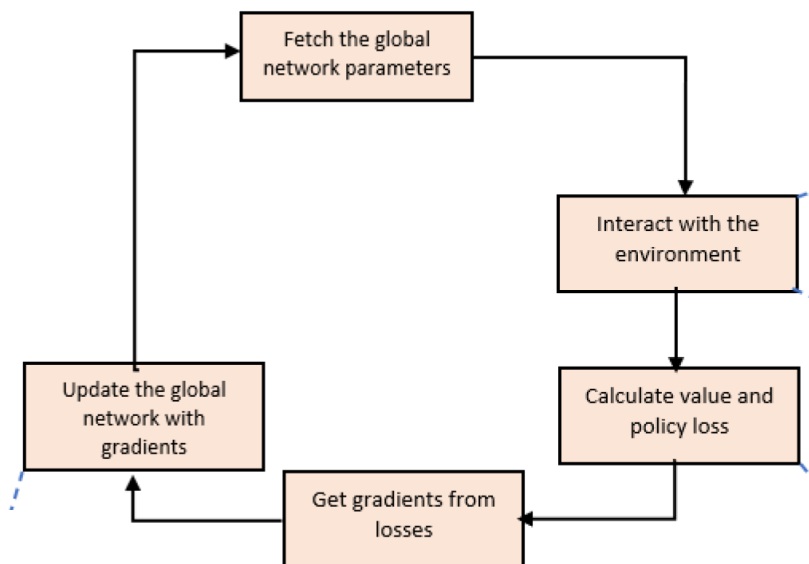 Fetch the global
network parameters
Interact with the
environment
Calculate value and
policy loss
Get gradients from
losses
Update the global
network with
gradients